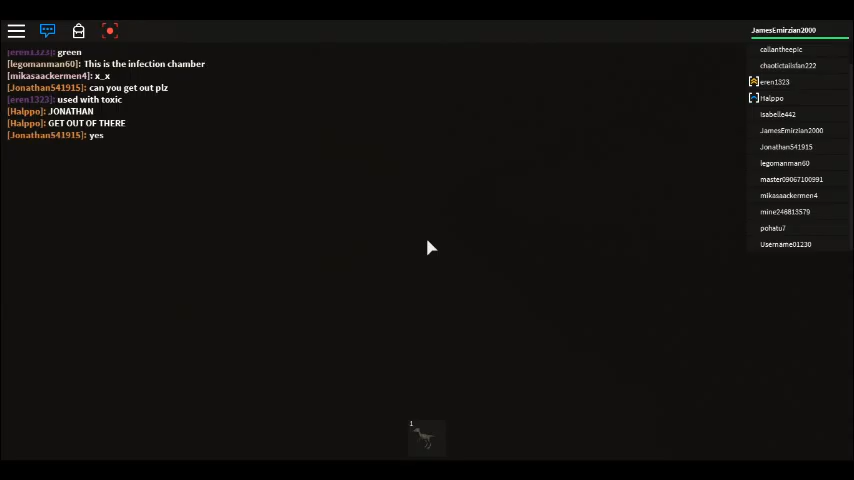 JamesEmirzian2000
[eren1323]: green
[legomanman60]: This is the infection chamber
[mikasaackermen4]: x_x
[Jonathan541915]: can you get out plz
[eren1323]: used with toxic
[Halppo]: JONATHAN
[Halppo]: GET OUT OF THERE
[Jonathan541915]: yes
callantheepic
chaotictailsfan222
eren1323
Halppo
Isabelle442
JamesEmirzian2000
Jonathan541915
legomanman60
master09067100991
mikasaackermen4
mine246813579
pohatu7
Username01230
1